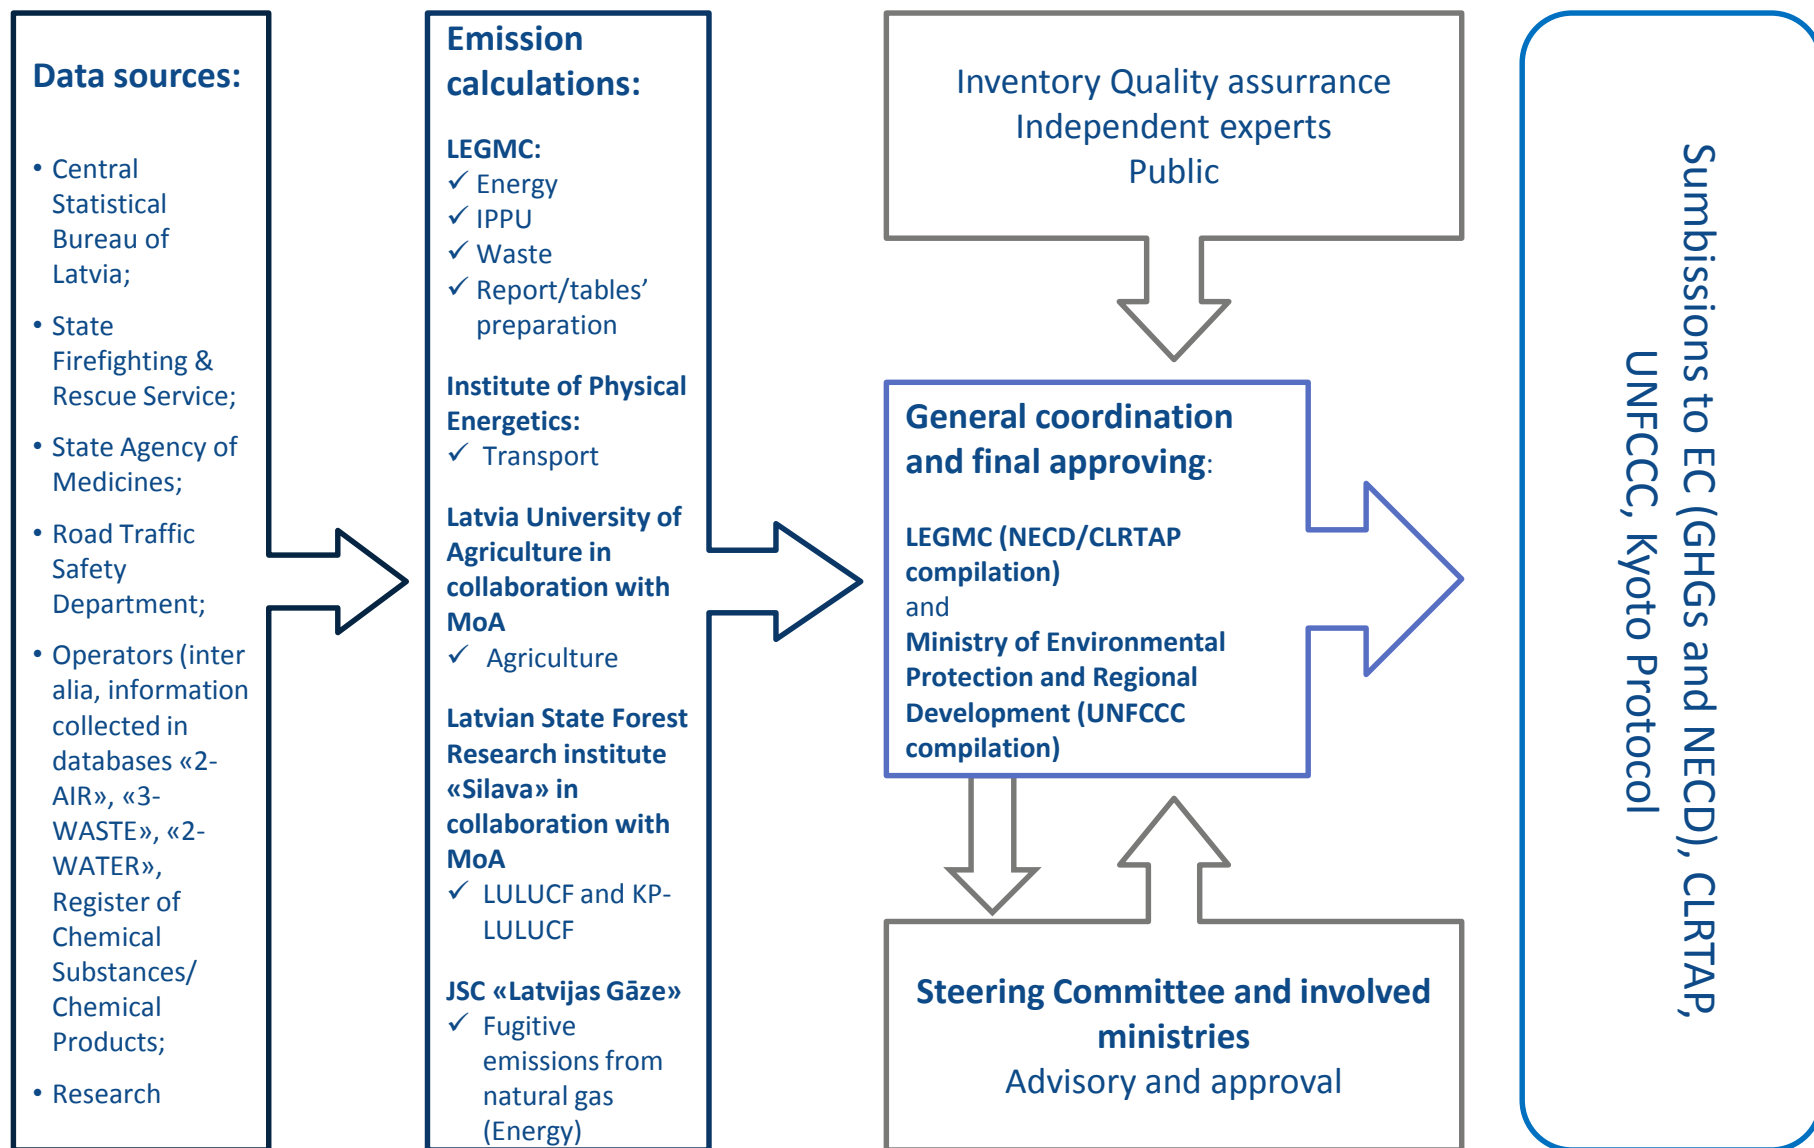 Data sources:
• Central
Statistical
Bureau of
Latvia;
• State
Firefighting &
Rescue Service;
• State Agency of
Medicines;
• Road Traffic
Safety
Department;
• Operators (inter
alia, information
collected in
databases «2-
AIR», «3-
WASTE», «2-
WATER»,
Register of
Chemical
Substances/
Chemical
Products;
• Research
Emission
calculations:
LEGMC:
✓ Energy
✓ IPPU
✓ Waste
✓ Report/tables’
preparation
Institute of Physical
Energetics:
✓ Transport
Latvia University of
Agriculture in
collaboration with
MoA
✓ Agriculture
Latvian State Forest
Research institute
«Silava» in
collaboration with
MoA
✓ LULUCF and KP-
LULUCF
JSC «Latvijas Gāze»
✓ Fugitive
emissions from
natural gas
(Energy)
Inventory Quality assurrance
Independent experts
Public
General coordination
and final approving:
LEGMC (NECD/CLRTAP
compilation)
and
Ministry of Environmental
Protection and Regional
Development (UNFCCC
compilation)
Steering Committee and involved
ministries
Advisory and approval
Sumbissions to EC (GHGs and NECD), CLRTAP,
UNFCCC, Kyoto Protocol